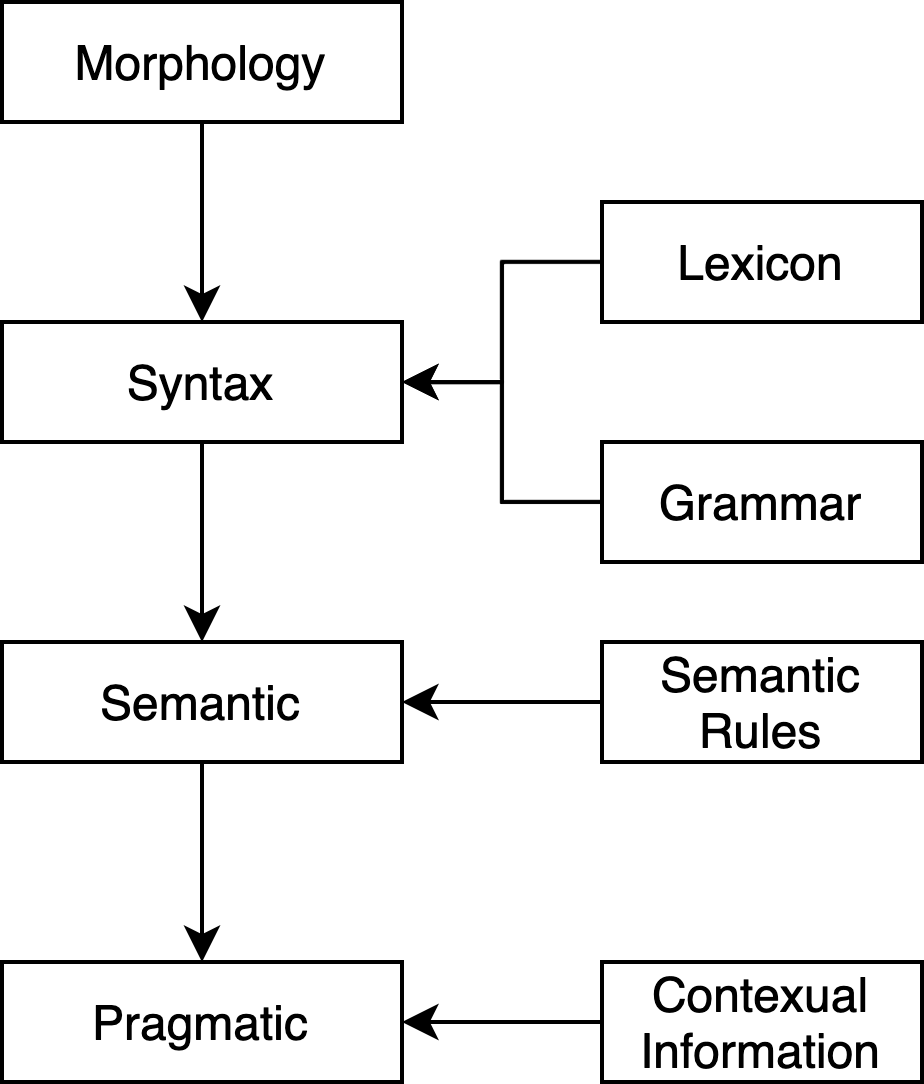 Morphology
Lexicon
Syntax
Grammar
Semantic
Semantic
Rules
Pragmatic
Contexual
Information